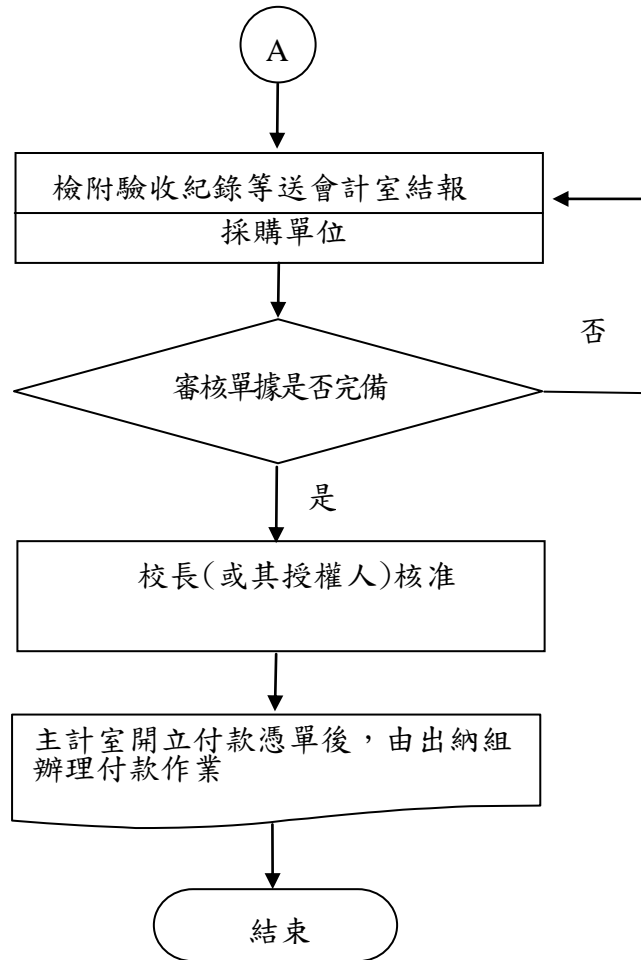 A
檢附驗收紀錄等送會計室結報
採購單位
否
審核單據是否完備
是
校長(或其授權人)核准
主計室開立付款憑單後，由出納組
辦理付款作業
結束